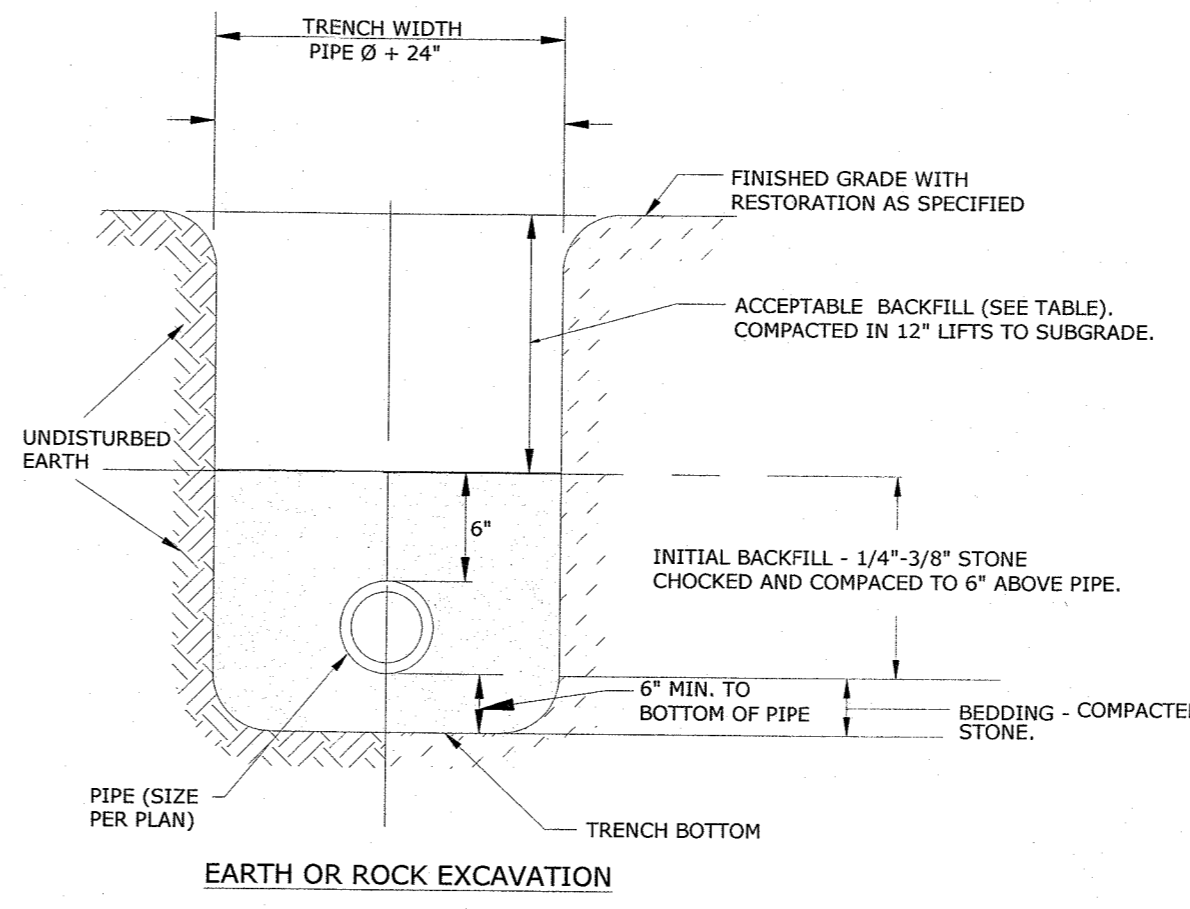 TRENCH WIDTH
PIPE Ø + 24"
FINISHED GRADE WITH
RESTORATION AS SPECIFIED
ACCEPTABLE BACKFILL (SEE TABLE).
COMPACTED IN 12" LIFTS TO SUBGRADE.
UNDISTURBED
EARTH
6"
INITIAL BACKFILL - 1/4"-3/8" STONE
CHOCKED AND COMPACED TO 6" ABOVE PIPE.
6" MIN. TO
BOTTOM OF PIPE
BEDDING - COMPACTE
STONE.
PIPE (SIZE
PER PLAN)
TRENCH BOTTOM
EARTH OR ROCK EXCAVATION